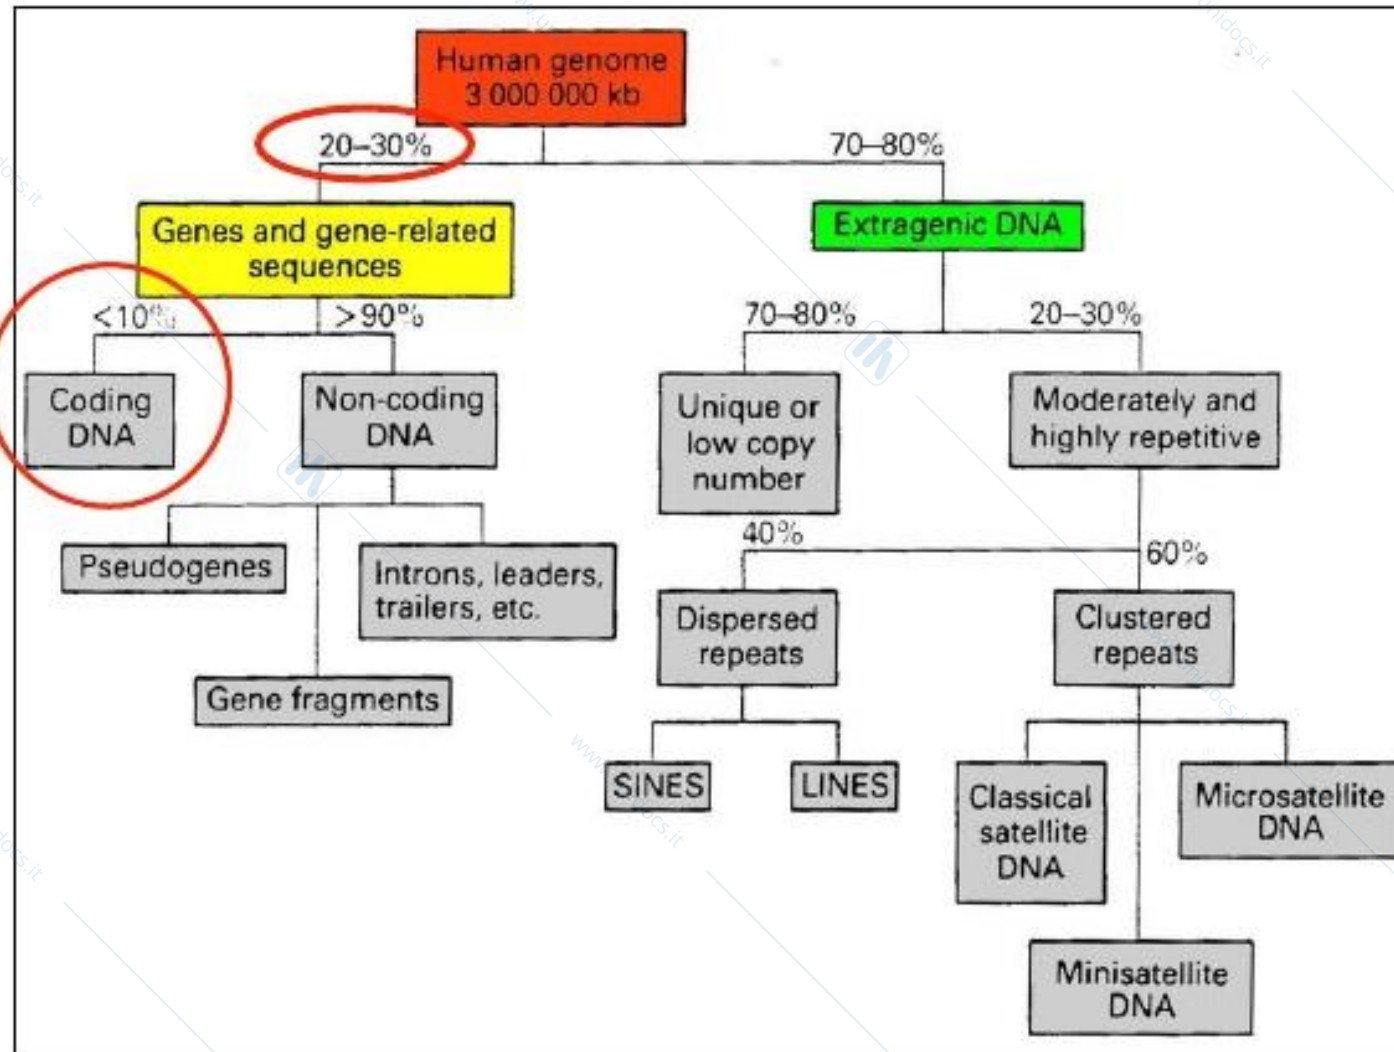 Human genome
3 000 000 kb
20–30%
70–80%
Genes and gene-related
sequences
Extragenic DNA
<10%
>90%
70–80%
20–30%
Coding
DNA
Non-coding
DNA
Unique or
low copy
number
Moderately and
highly repetitive
40%
60%
Pseudogenes
Introns, leaders,
trailers, etc.
Dispersed
repeats
Clustered
repeats
Gene fragments
SINES
LINES
Classical
satellite
DNA
Microsatellite
DNA
Minisatellite
DNA